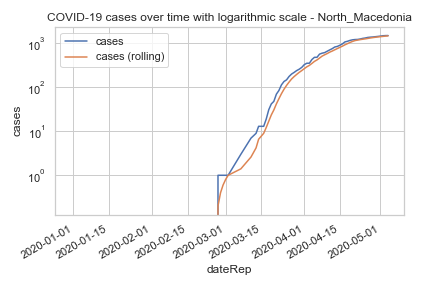 COVID-19 cases over time with logarithmic scale - North_Macedonia
cases
cases (rolling)
10³
10²
10¹
10⁰
cases
2020-01-01
2020-01-15
2020-02-01
2020-02-15
2020-03-01
2020-03-15
2020-04-01
2020-04-15
2020-05-01
dateRep